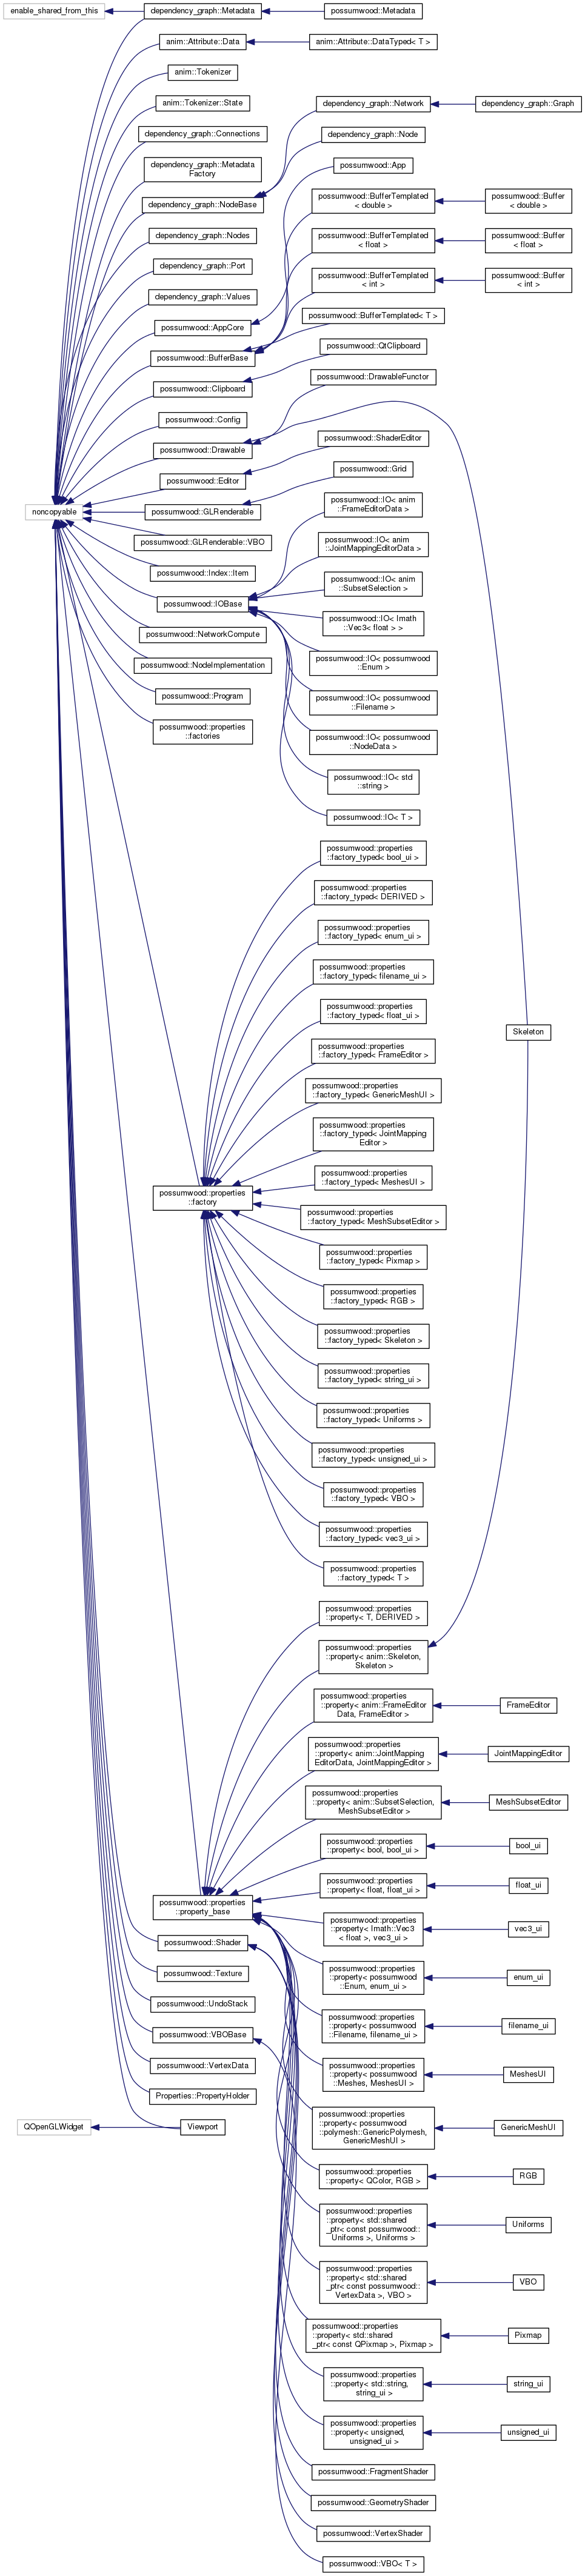 enable_shared_from_this
dependency_graph::Metadata
possumwood::Metadata
anim::Attribute::Data
anim::Attribute::DataTyped< T >
anim::Tokenizer
anim::Tokenizer::State
dependency_graph::Network
dependency_graph::Graph
dependency_graph::Connections
dependency_graph::Node
dependency_graph::Metadata
Factory
possumwood::App
dependency_graph::NodeBase
possumwood::BufferTemplated
< double >
possumwood::Buffer
< double >
dependency_graph::Nodes
possumwood::BufferTemplated
< float >
possumwood::Buffer
< float >
dependency_graph::Port
possumwood::BufferTemplated
< int >
possumwood::Buffer
< int >
dependency_graph::Values
possumwood::BufferTemplated< T >
possumwood::AppCore
possumwood::QtClipboard
possumwood::BufferBase
possumwood::DrawableFunctor
possumwood::Clipboard
possumwood::Config
possumwood::ShaderEditor
possumwood::Drawable
possumwood::Grid
possumwood::Editor
possumwood::IO< anim
::FrameEditorData >
noncopyable
possumwood::GLRenderable
possumwood::GLRenderable::VBO
possumwood::IO< anim
::JointMappingEditorData >
possumwood::Index::Item
possumwood::IO< anim
::SubsetSelection >
possumwood::IOBase
possumwood::IO< Imath
::Vec3< float > >
possumwood::NetworkCompute
possumwood::NodeImplementation
possumwood::IO< possumwood
::Enum >
possumwood::Program
possumwood::IO< possumwood
::Filename >
possumwood::properties
::factories
possumwood::IO< possumwood
::NodeData >
possumwood::IO< std
::string >
possumwood::IO< T >
possumwood::properties
::factory_typed< bool_ui >
possumwood::properties
::factory_typed< DERIVED >
possumwood::properties
::factory_typed< enum_ui >
possumwood::properties
::factory_typed< filename_ui >
possumwood::properties
::factory_typed< float_ui >
Skeleton
possumwood::properties
::factory_typed< FrameEditor >
possumwood::properties
::factory_typed< GenericMeshUI >
possumwood::properties
::factory_typed< JointMapping
Editor >
possumwood::properties
::factory_typed< MeshesUI >
possumwood::properties
::factory
possumwood::properties
::factory_typed< MeshSubsetEditor >
possumwood::properties
::factory_typed< Pixmap >
possumwood::properties
::factory_typed< RGB >
possumwood::properties
::factory_typed< Skeleton >
possumwood::properties
::factory_typed< string_ui >
possumwood::properties
::factory_typed< Uniforms >
possumwood::properties
::factory_typed< unsigned_ui >
possumwood::properties
::factory_typed< VBO >
possumwood::properties
::factory_typed< vec3_ui >
possumwood::properties
::factory_typed< T >
possumwood::properties
::property< T, DERIVED >
possumwood::properties
::property< anim::Skeleton,
Skeleton >
possumwood::properties
::property< anim::FrameEditor
Data, FrameEditor >
FrameEditor
possumwood::properties
::property< anim::JointMapping
EditorData, JointMappingEditor >
JointMappingEditor
possumwood::properties
::property< anim::SubsetSelection,
MeshSubsetEditor >
MeshSubsetEditor
possumwood::properties
::property< bool, bool_ui >
bool_ui
possumwood::properties
::property< float, float_ui >
float_ui
possumwood::properties
::property_base
possumwood::properties
::property< Imath::Vec3
< float >, vec3_ui >
vec3_ui
possumwood::Shader
possumwood::Texture
possumwood::properties
::property< possumwood
::Enum, enum_ui >
enum_ui
possumwood::UndoStack
possumwood::properties
::property< possumwood
::Filename, filename_ui >
filename_ui
possumwood::VBOBase
possumwood::VertexData
possumwood::properties
::property< possumwood
::Meshes, MeshesUI >
MeshesUI
Properties::PropertyHolder
QOpenGLWidget
Viewport
possumwood::properties
::property< possumwood
::polymesh::GenericPolymesh,
GenericMeshUI >
GenericMeshUI
possumwood::properties
::property< QColor, RGB >
RGB
possumwood::properties
::property< std::shared
_ptr< const possumwood::
Uniforms >, Uniforms >
Uniforms
possumwood::properties
::property< std::shared
_ptr< const possumwood::
VertexData >, VBO >
VBO
possumwood::properties
::property< std::shared
_ptr< const QPixmap >, Pixmap >
Pixmap
possumwood::properties
::property< std::string,
string_ui >
string_ui
possumwood::properties
::property< unsigned,
unsigned_ui >
unsigned_ui
possumwood::FragmentShader
possumwood::GeometryShader
possumwood::VertexShader
possumwood::VBO< T >